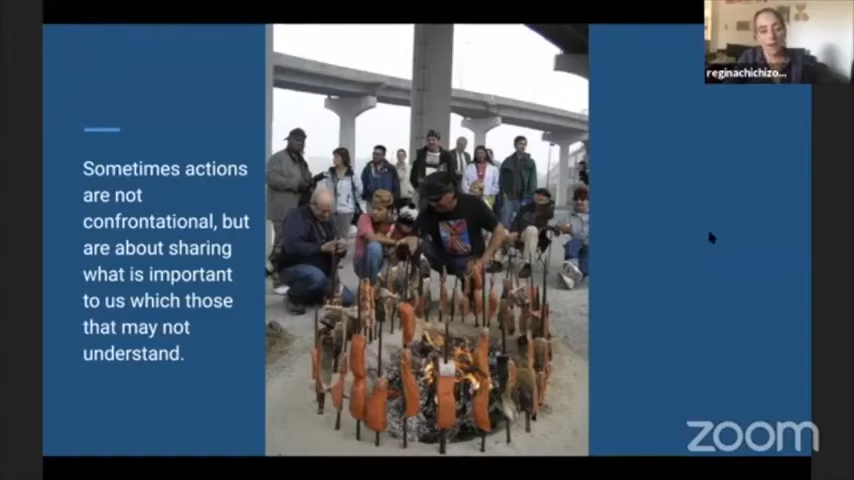 reginachichizo...
Sometimes actions
are not
confrontational, but
are about sharing
what is important
to us which those
that may not
understand.
zoom